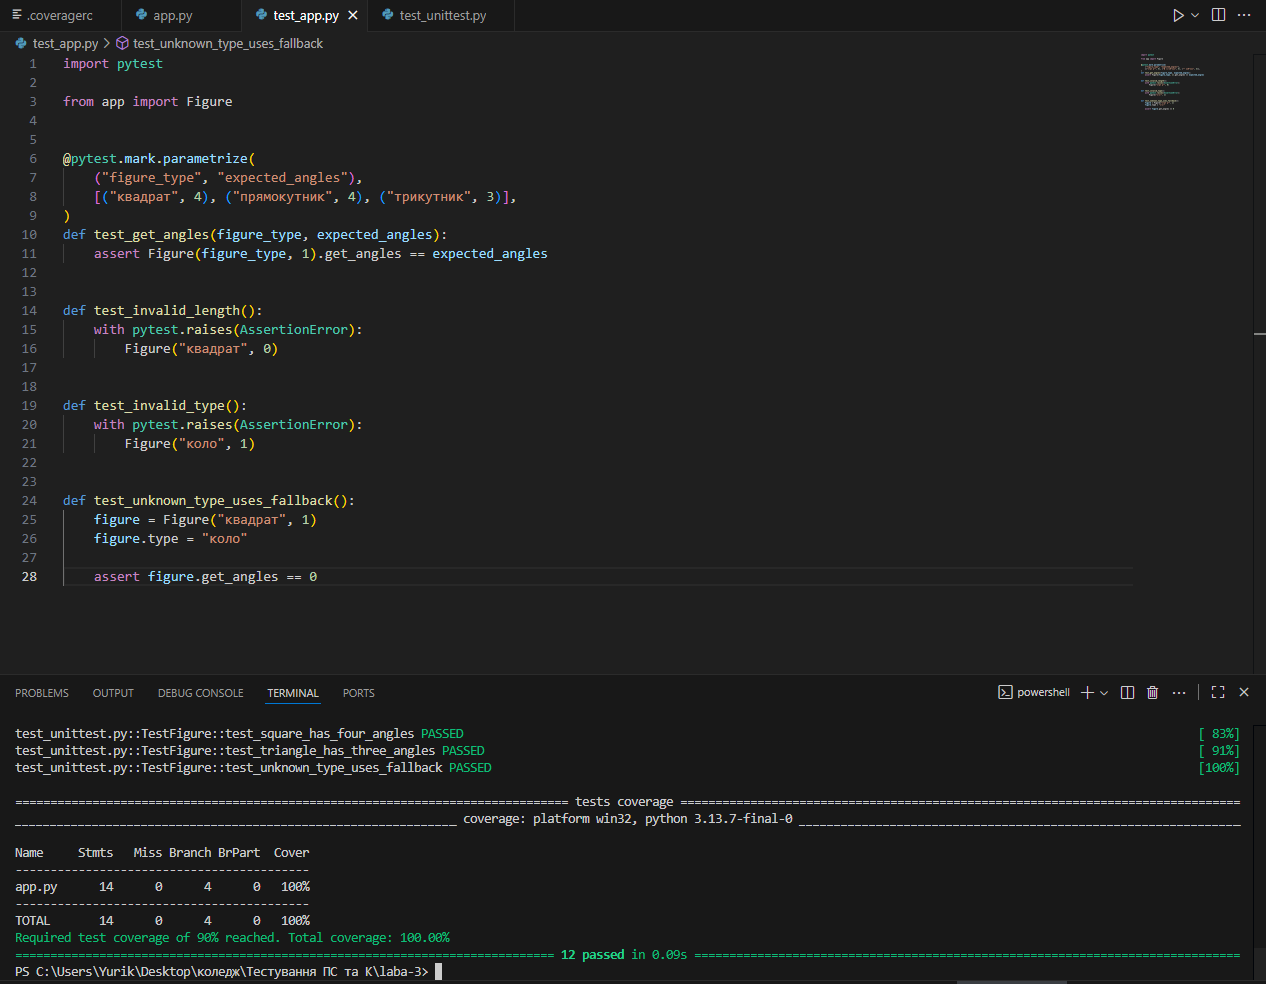 .coveragerc app.py test_app.py test_unittest.py
test_app.py > test_unknown_type_uses_fallback
1 import pytest
2
3 from app import Figure
4
5
6 @pytest.mark.parametrize(
7 ("figure_type", "expected_angles"),
8 [("квадрат", 4), ("прямокутник", 4), ("трикутник", 3)],
9 )
10 def test_get_angles(figure_type, expected_angles):
11 assert Figure(figure_type, 1).get_angles == expected_angles
12
13
14 def test_invalid_length():
15 with pytest.raises(AssertionError):
16 Figure("квадрат", 0)
17
18
19 def test_invalid_type():
20 with pytest.raises(AssertionError):
21 Figure("коло", 1)
22
23
24 def test_unknown_type_uses_fallback():
25 figure = Figure("квадрат", 1)
26 figure.type = "коло"
27
28 assert figure.get_angles == 0
PROBLEMS OUTPUT DEBUG CONSOLE TERMINAL PORTS powershell
test_unittest.py::TestFigure::test_square_has_four_angles PASSED [ 83%]
test_unittest.py::TestFigure::test_triangle_has_three_angles PASSED [ 91%]
test_unittest.py::TestFigure::test_unknown_type_uses_fallback PASSED [100%]
=============================================================================== tests coverage ================================================================================
_______________________________________________________________ coverage: platform win32, python 3.13.7-final-0 _______________________________________________________________
Name Stmts Miss Branch BrPart Cover
------------------------------------------
app.py 14 0 4 0 100%
------------------------------------------
TOTAL 14 0 4 0 100%
Required test coverage of 90% reached. Total coverage: 100.00%
============================================================================= 12 passed in 0.09s ==============================================================================
PS C:\Users\Yurik\Desktop\коледж\Тестування ПС та К\laba-3>